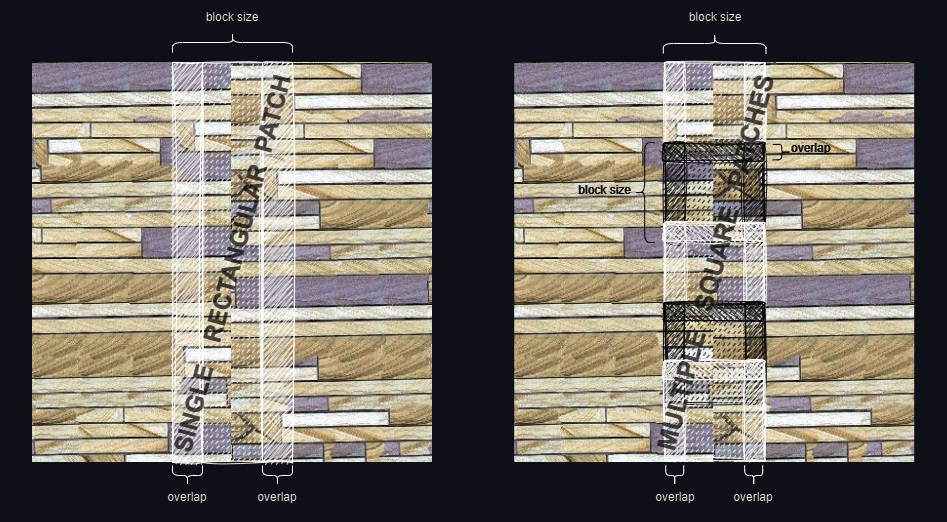 block size
SINGLE RECTANGULAR PATCH
overlap
overlap
block size
overlap
block size
MULTIPLE SQUARE PATCHES
overlap
overlap